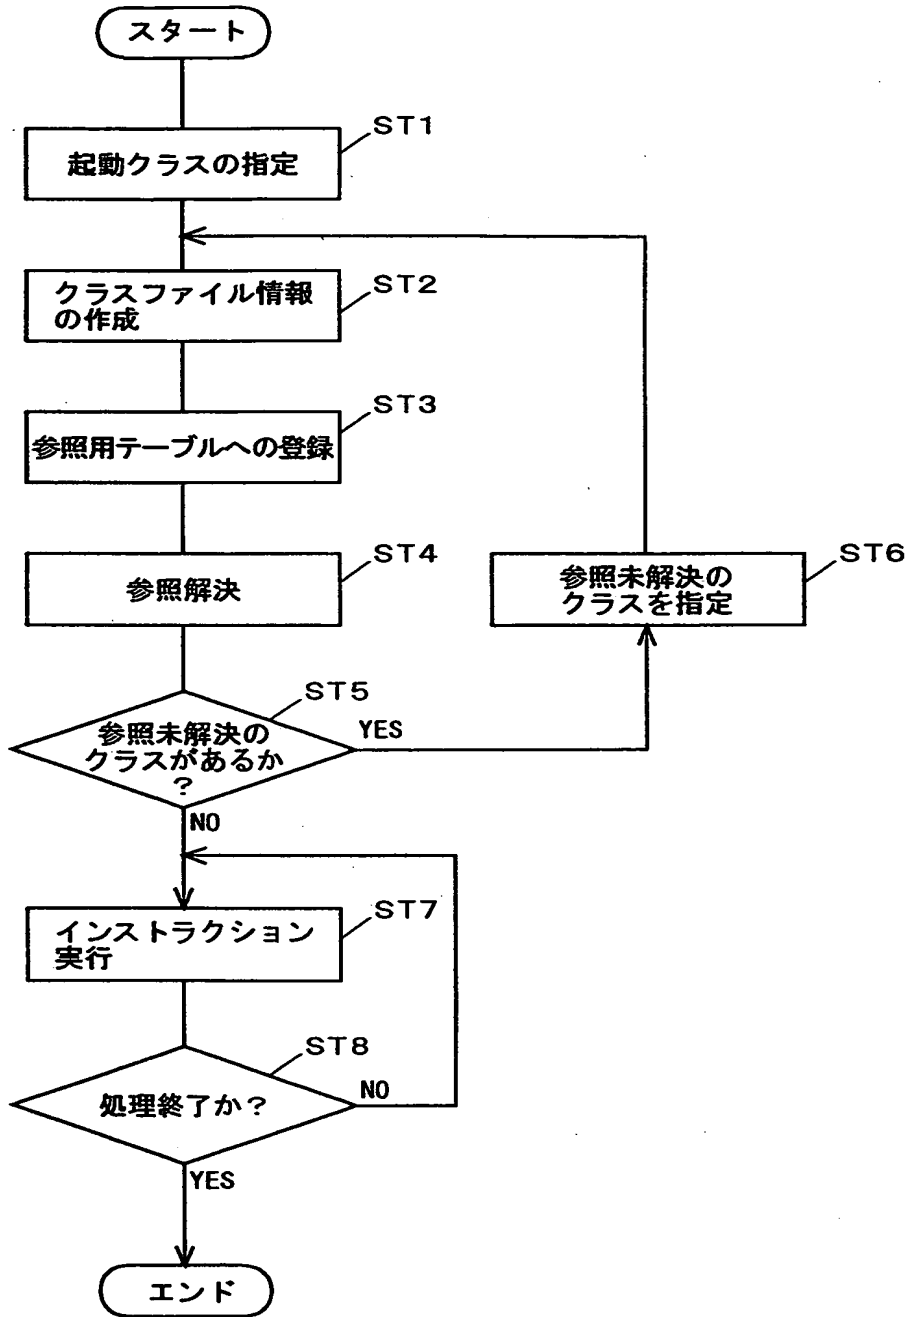 スタート
ST1
起動クラスの指定
ST2
クラスファイル情報
の作成
ST3
参照用テーブルへの登録
ST4
参照解決
ST6
参照未解決の
クラスを指定
ST5
参照未解決の
クラスがあるか
?
YES
NO
ST7
インストラクション
実行
ST8
処理終了か?
NO
YES
エンド